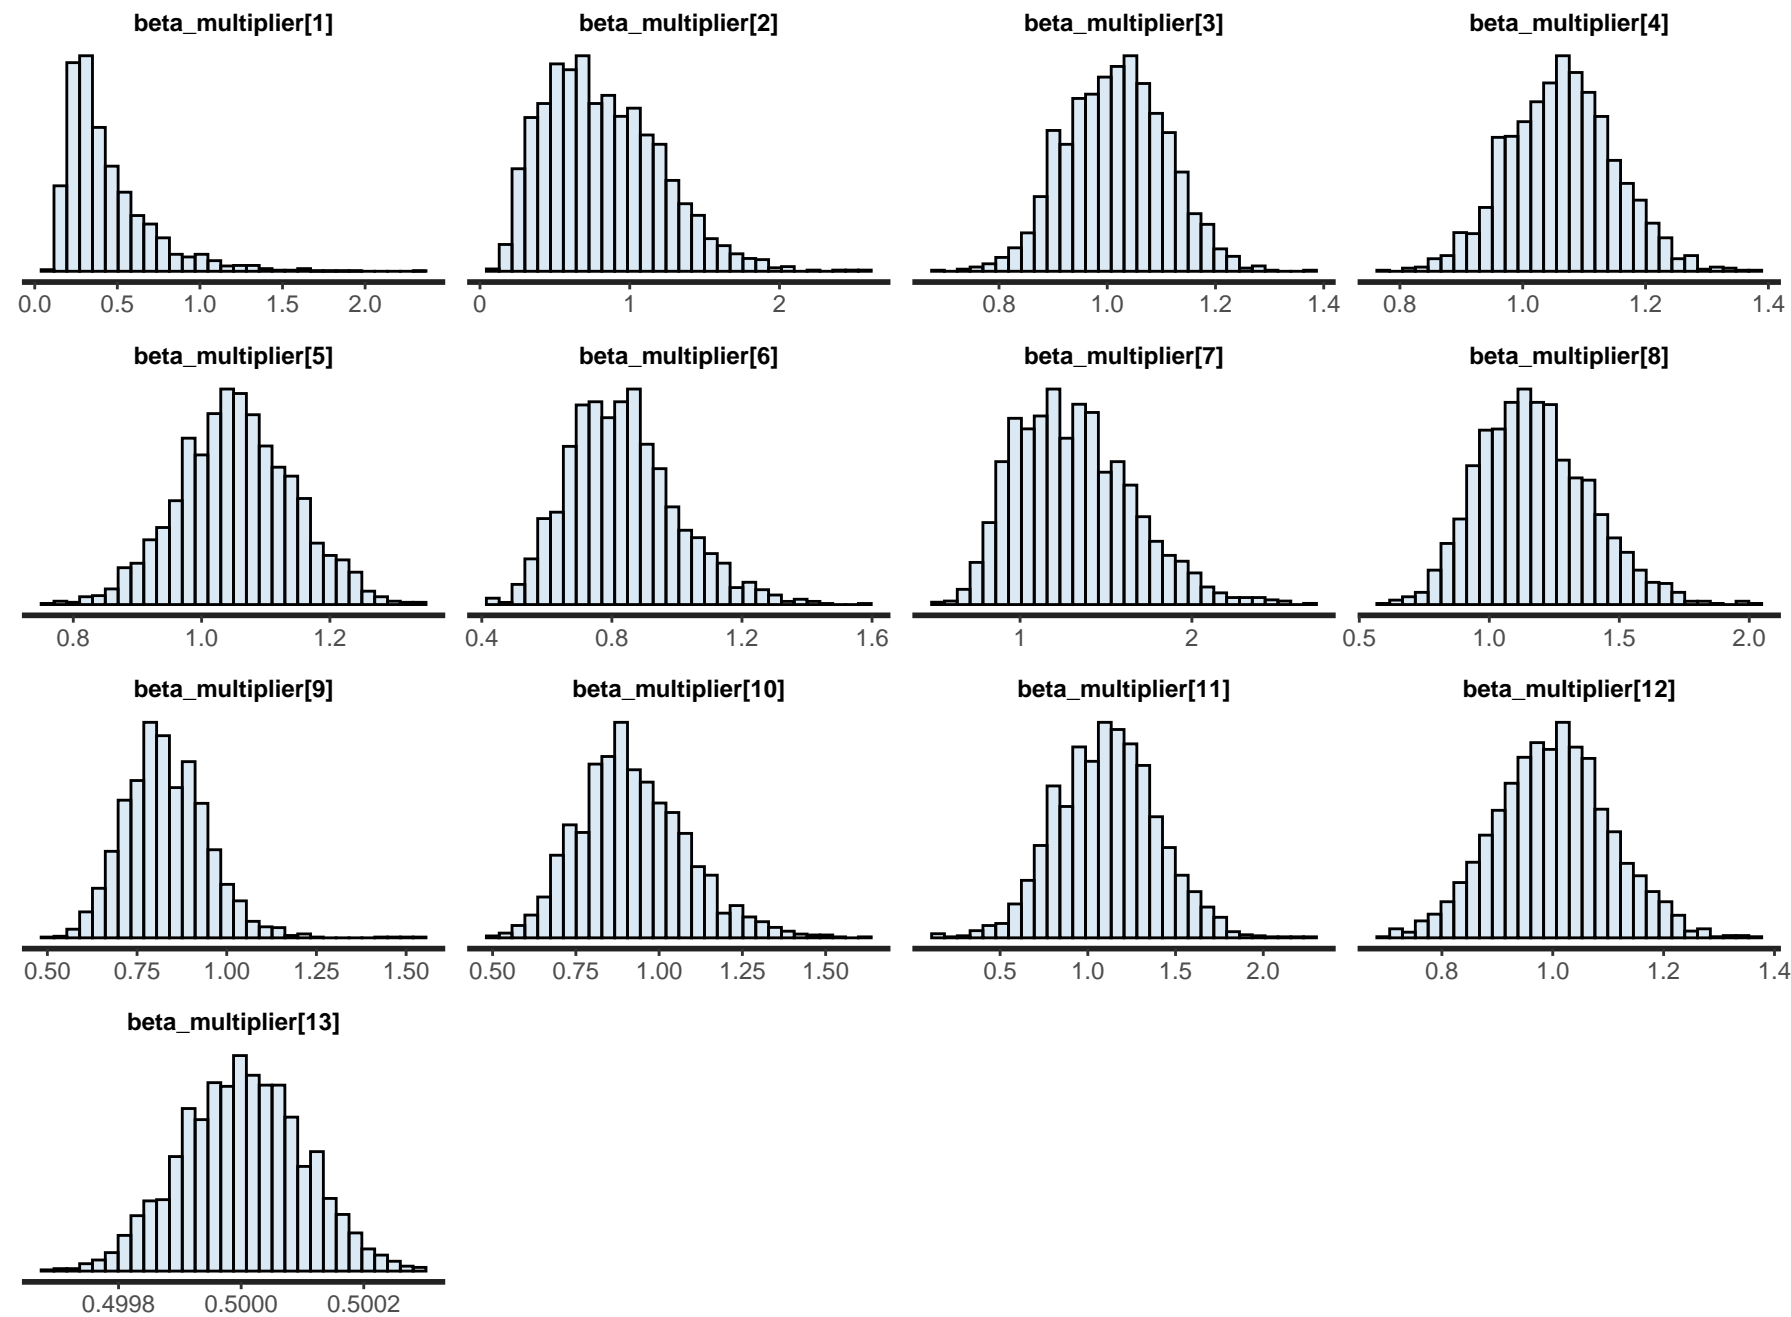 beta_multiplier[1] beta_multiplier[2] beta_multiplier[3] beta_multiplier[4]
0.0 0.5 1.0 1.5 2.0 0 1 2 0.8 1.0 1.2 1.4 0.8 1.0 1.2 1.4
beta_multiplier[5] beta_multiplier[6] beta_multiplier[7] beta_multiplier[8]
0.8 1.0 1.2 0.4 0.8 1.2 1.6 1 2 0.5 1.0 1.5 2.0
beta_multiplier[9] beta_multiplier[10] beta_multiplier[11] beta_multiplier[12]
0.50 0.75 1.00 1.25 1.50 0.50 0.75 1.00 1.25 1.50 0.5 1.0 1.5 2.0 0.8 1.0 1.2 1.4
beta_multiplier[13]
0.4998 0.5000 0.5002